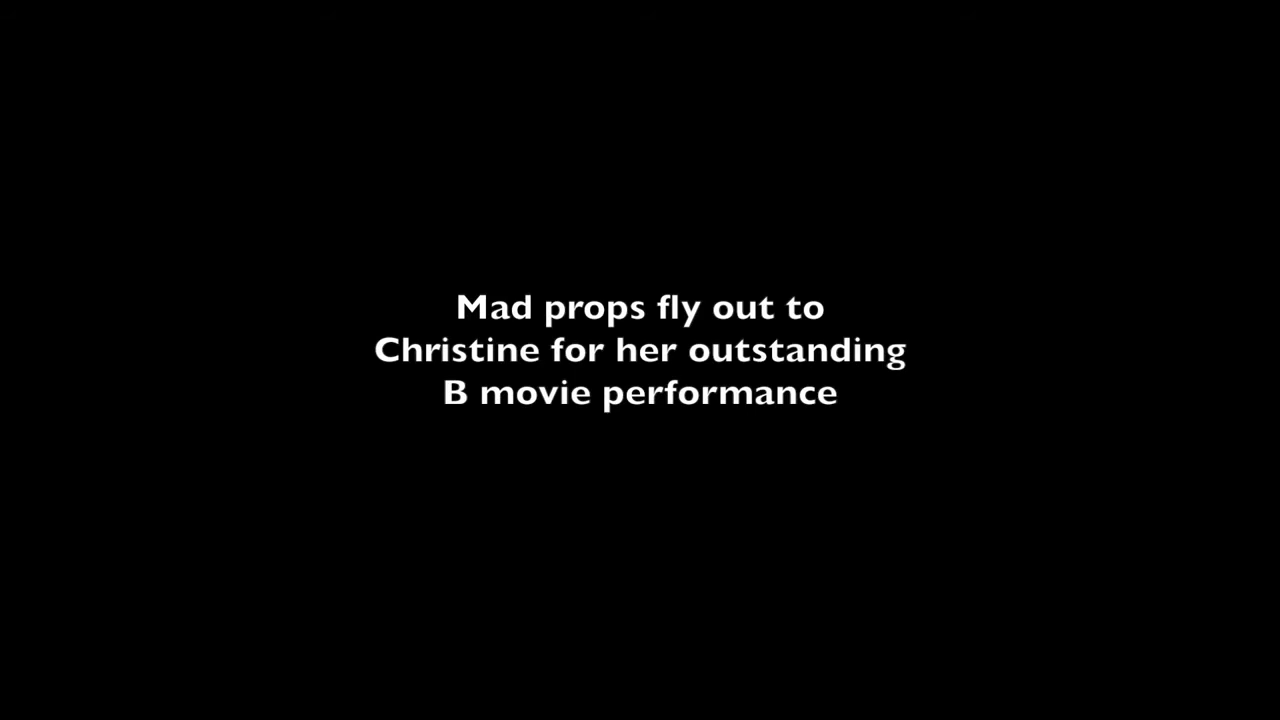 Mad props fly out to
Christine for her outstanding
B movie performance